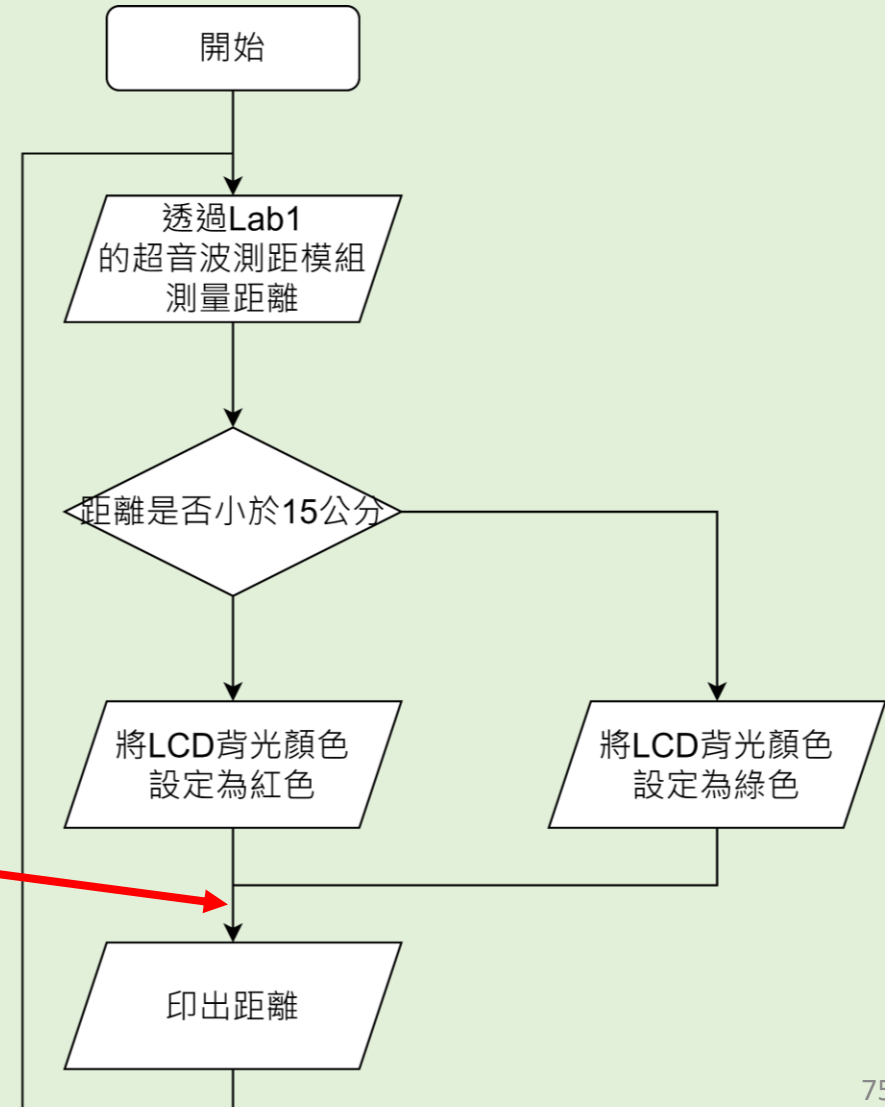 開始
透過Lab1
的超音波測距模組
測量距離
距離是否小於15公分
將LCD背光顏色
設定為紅色
將LCD背光顏色
設定為綠色
印出距離
75